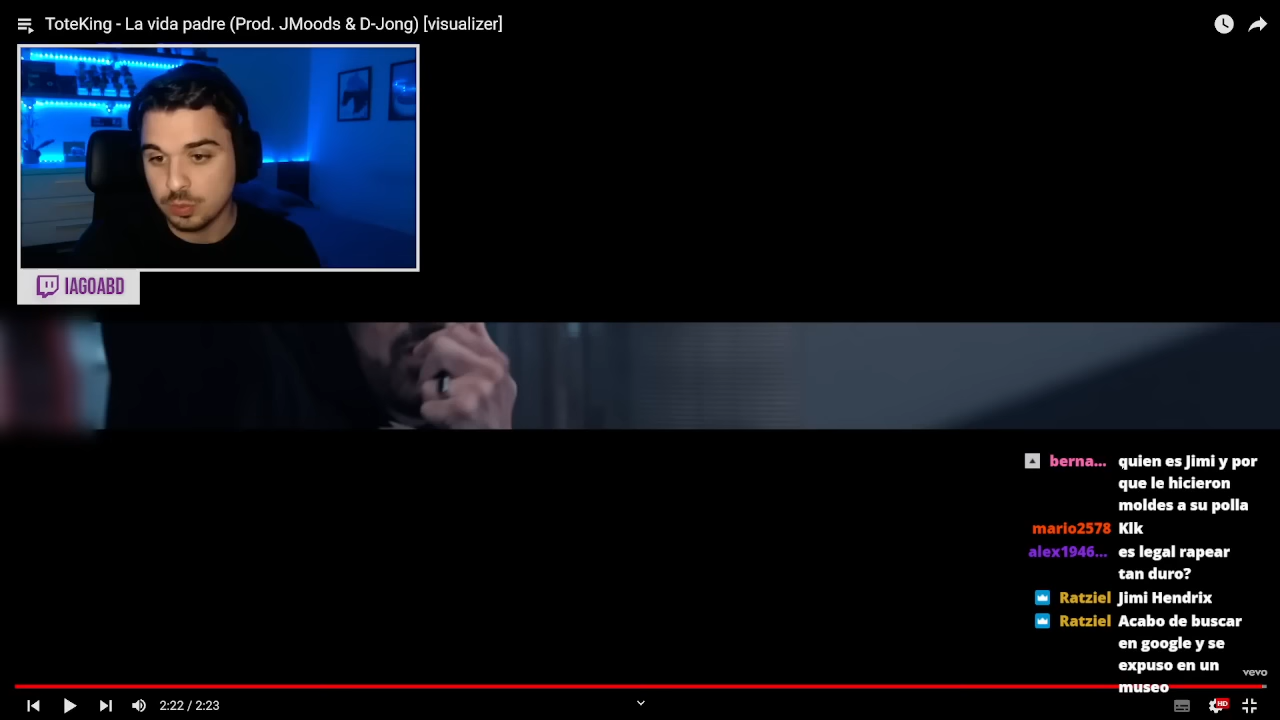 ToteKing - La vida padre (Prod. JMoods & D-Jong) [visualizer]
IAGOABD
berna... quien es Jimi y por
que le hicieron
moldes a su polla
mario2578 Klk
alex1946... es legal rapear
tan duro?
Ratziel Jimi Hendrix
Ratziel Acabo de buscar
en google y se
expuso en un
museo
vevo
2:22 / 2:23
HD